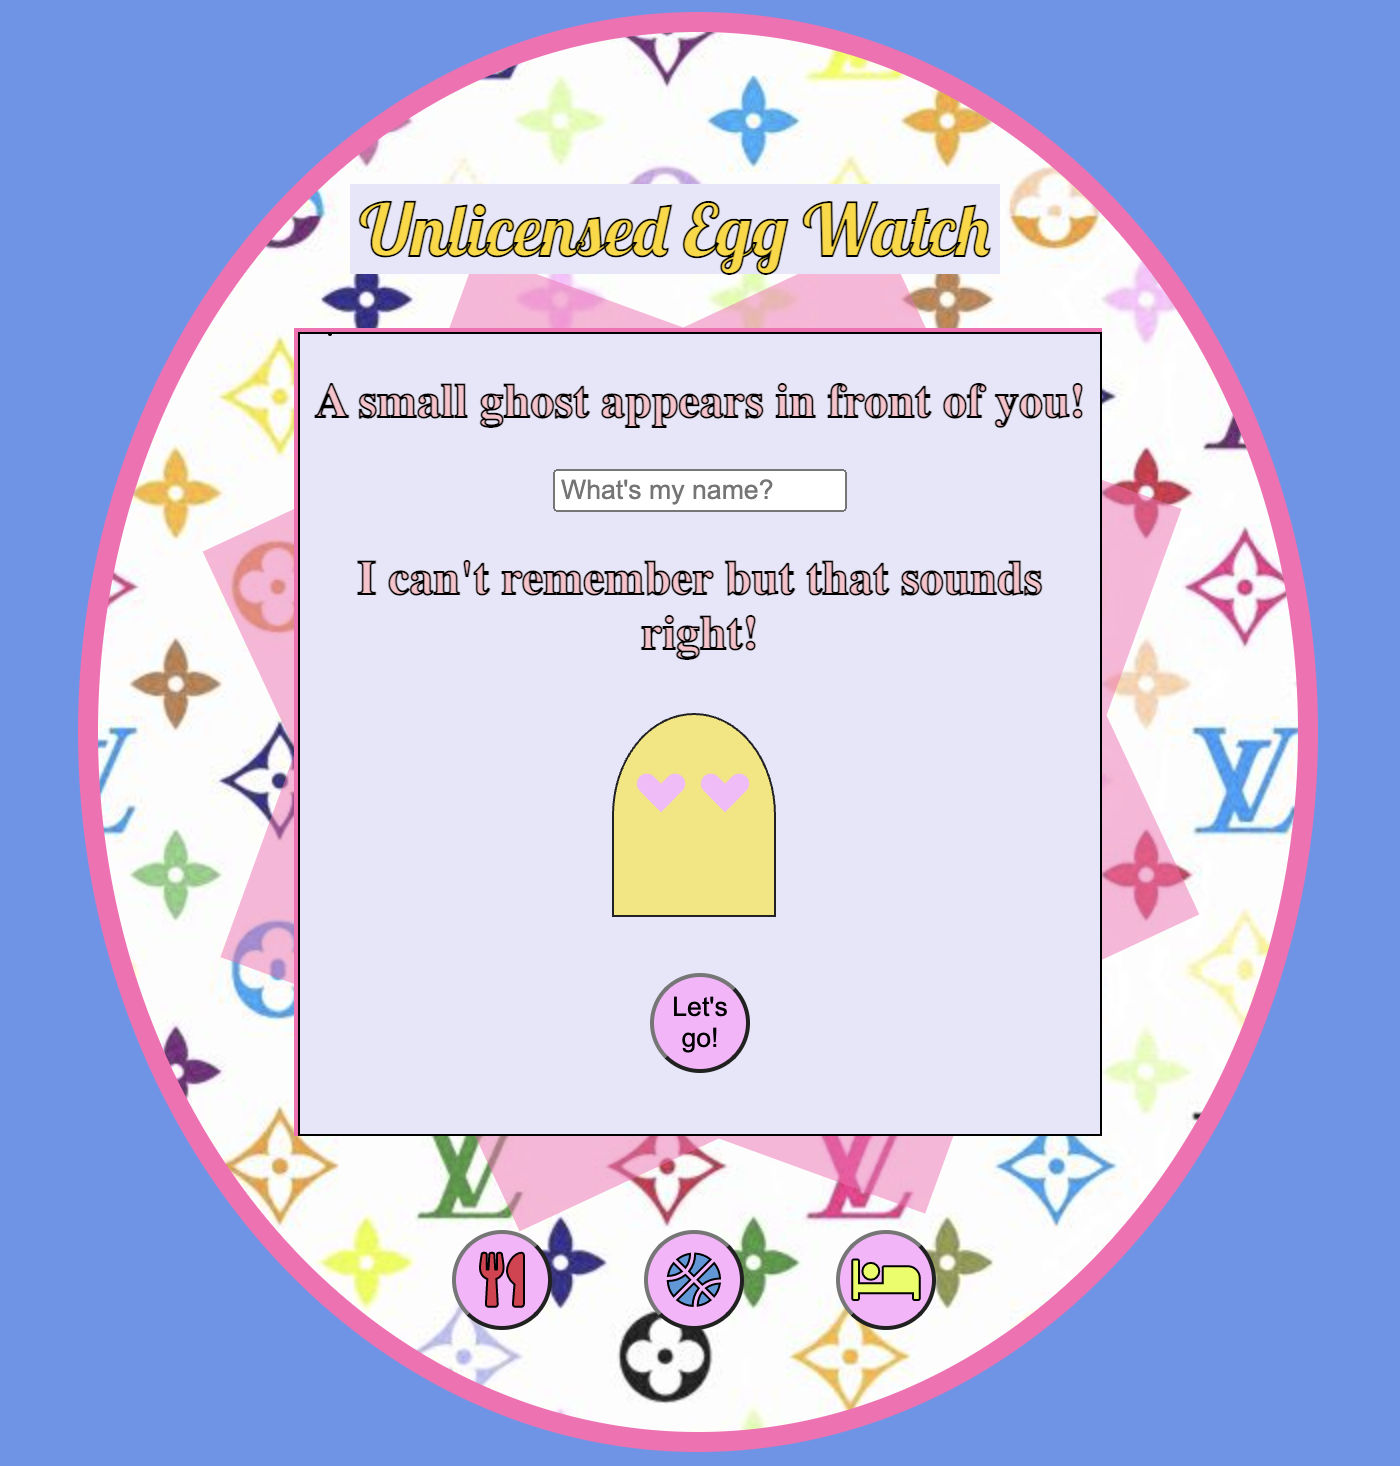 Unlicensed Egg Watch
A small ghost appears in front of you!
What's my name?
I can't remember but that sounds
right!
Let's
go!